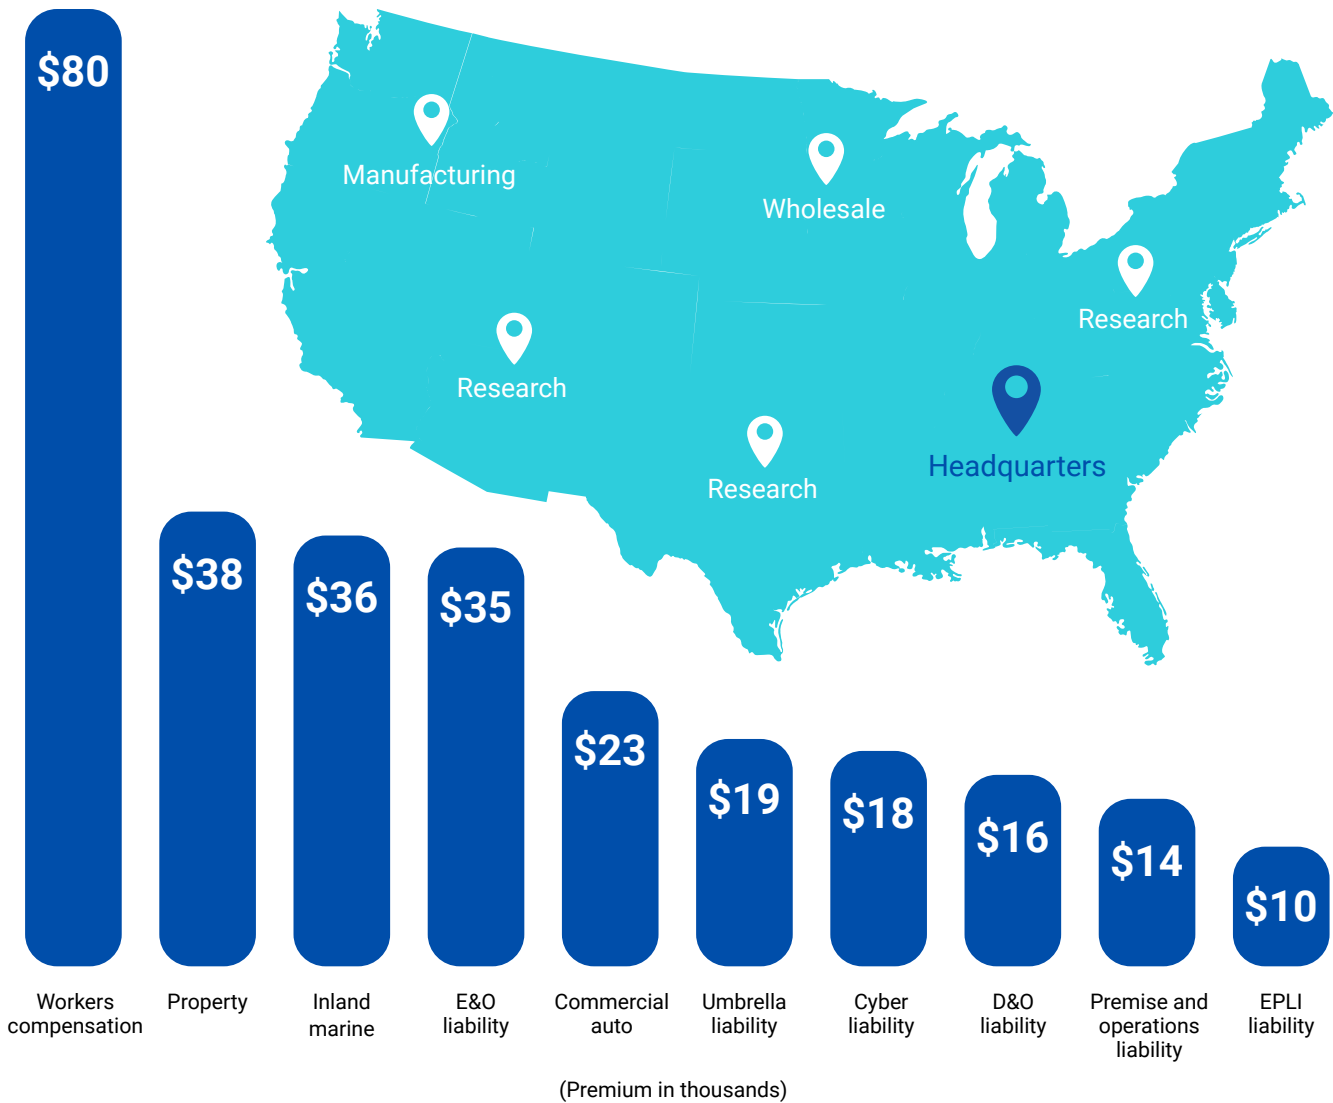 $80
Manufacturing
Wholesale
Research
Research
Headquarters
Research
$38
$36
$35
$23
$19
$18
$16
$14
$10
Workers
compensation
Property
Inland
marine
E&O
liability
Commercial
auto
Umbrella
liability
Cyber
liability
D&O
liability
Premise and
operations
liability
EPLI
liability
(Premium in thousands)